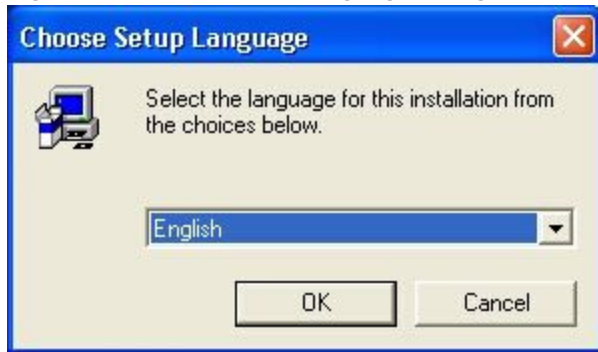 Choose Setup Language
Select the language for this installation from
the choices below.
English
OK
Cancel